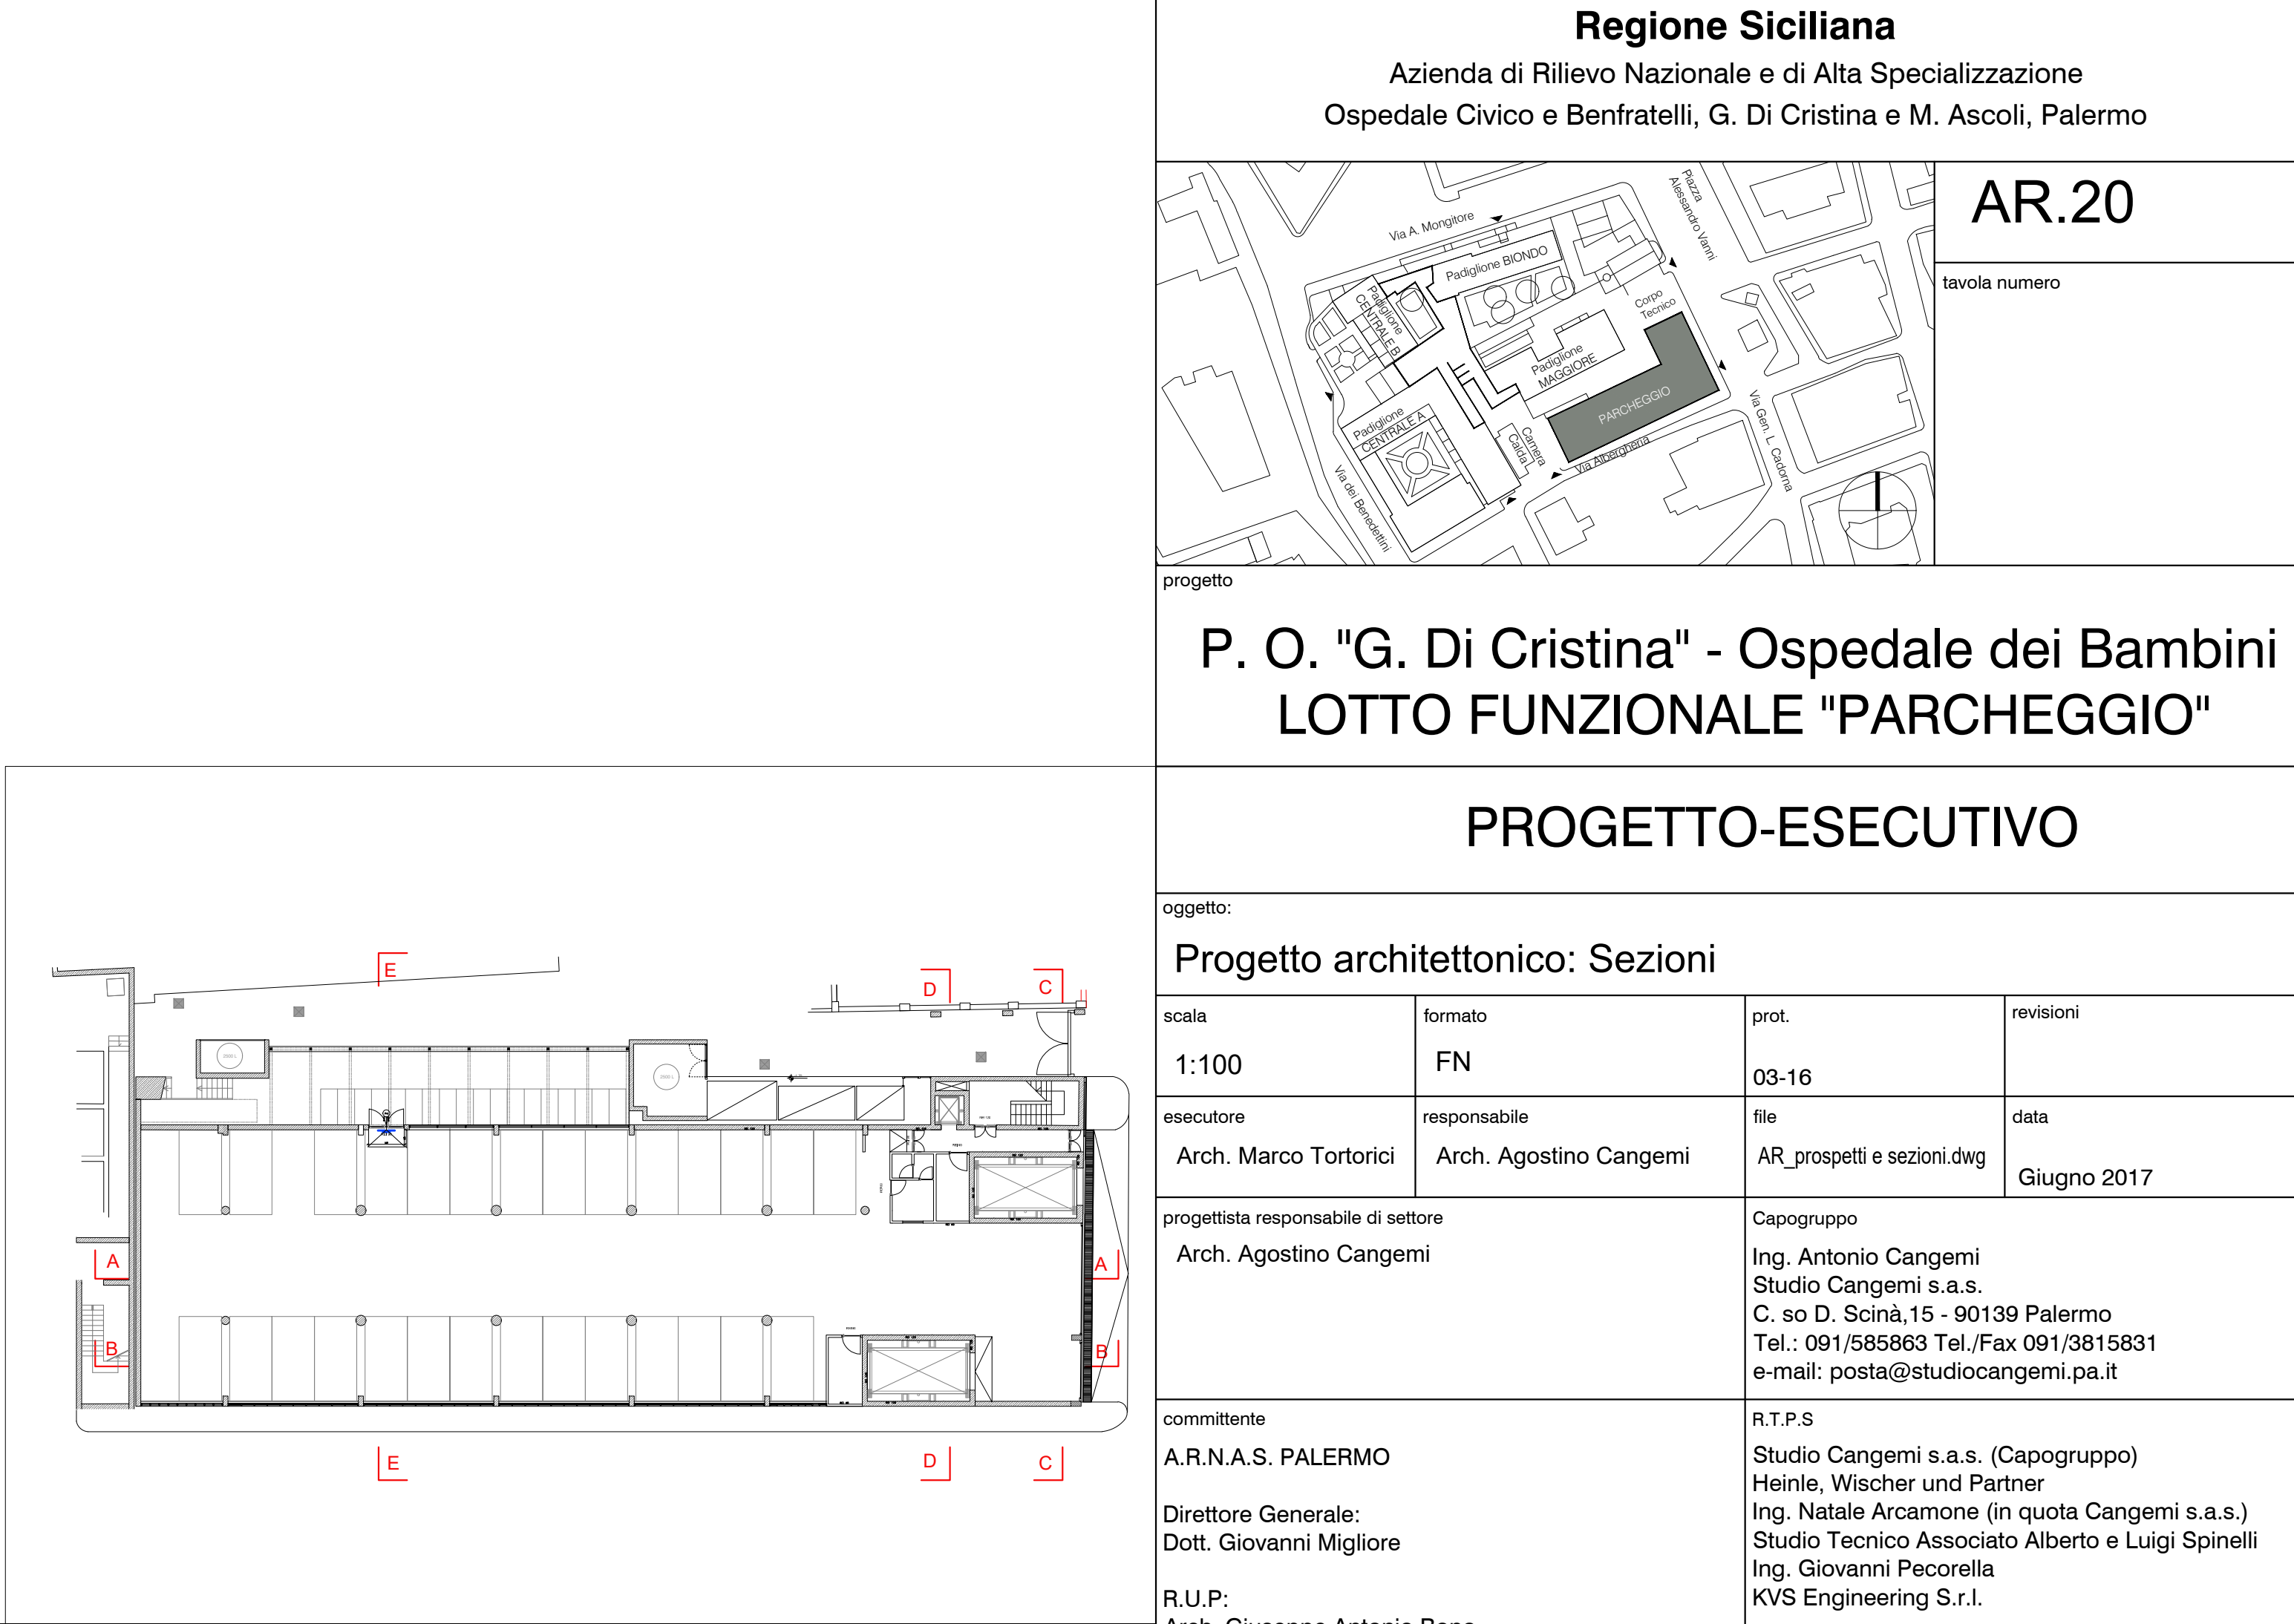 Regione Siciliana
Azienda di Rilievo Nazionale e di Alta Specializzazione
Ospedale Civico e Benfratelli, G. Di Cristina e M. Ascoli, Palermo
AR.20
tavola numero
Via A. Mongitore
Piazza
Alessandro Vanni
Padiglione BIONDO
Padiglione
CENTRALE B
Corpo
Tecnico
Padiglione
MAGGIORE
PARCHEGGIO
Padiglione
CENTRALE A
Camera
Calda
Via Albergheria
Via Gen. L. Cadorna
Via dei Benedettini
progetto
P. O. "G. Di Cristina" - Ospedale dei Bambini
LOTTO FUNZIONALE "PARCHEGGIO"
PROGETTO-ESECUTIVO
oggetto:
Progetto architettonico: Sezioni
scala
1:100
formato
FN
prot.
03-16
revisioni
esecutore
Arch. Marco Tortorici
responsabile
Arch. Agostino Cangemi
file
AR_prospetti e sezioni.dwg
data
Giugno 2017
progettista responsabile di settore
Arch. Agostino Cangemi
Capogruppo
Ing. Antonio Cangemi
Studio Cangemi s.a.s.
C. so D. Scinà,15 - 90139 Palermo
Tel.: 091/585863 Tel./Fax 091/3815831
e-mail: posta@studiocangemi.pa.it
committente
A.R.N.A.S. PALERMO
Direttore Generale:
Dott. Giovanni Migliore
R.U.P:
R.T.P.S
Studio Cangemi s.a.s. (Capogruppo)
Heinle, Wischer und Partner
Ing. Natale Arcamone (in quota Cangemi s.a.s.)
Studio Tecnico Associato Alberto e Luigi Spinelli
Ing. Giovanni Pecorella
KVS Engineering S.r.l.
E
D
C
A
A
B
B
E
D
C